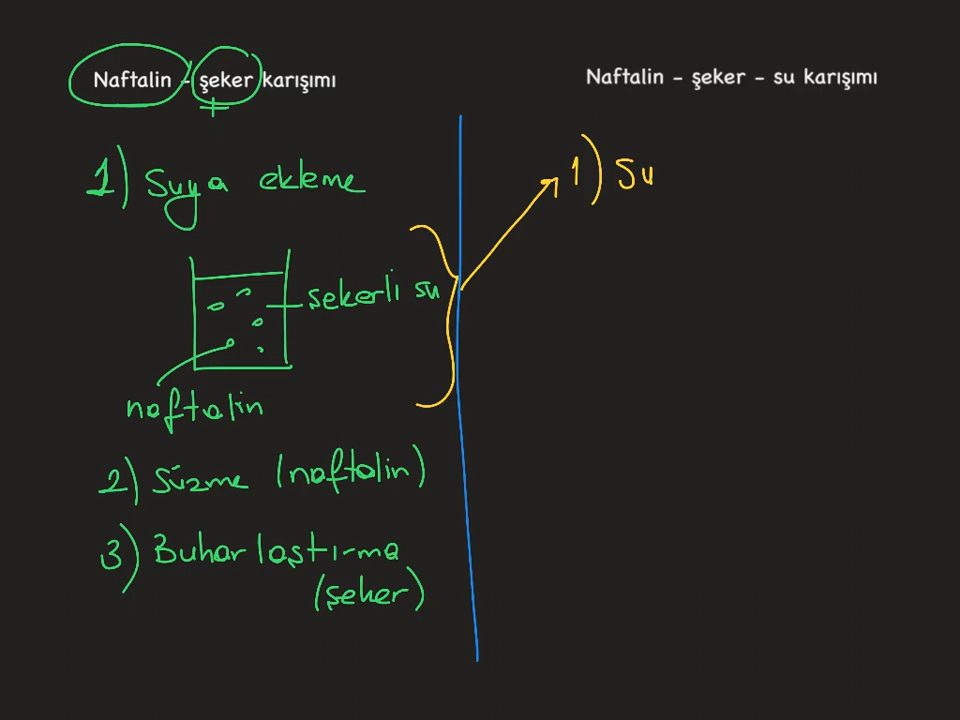 Naftalin - şeker karışımı
1) Suya ekleme
şekerli su
naftalin
2) Süzme (naftalin)
3) Buharlaştırma
(şeker)
Naftalin - şeker - su karışımı
1) Su